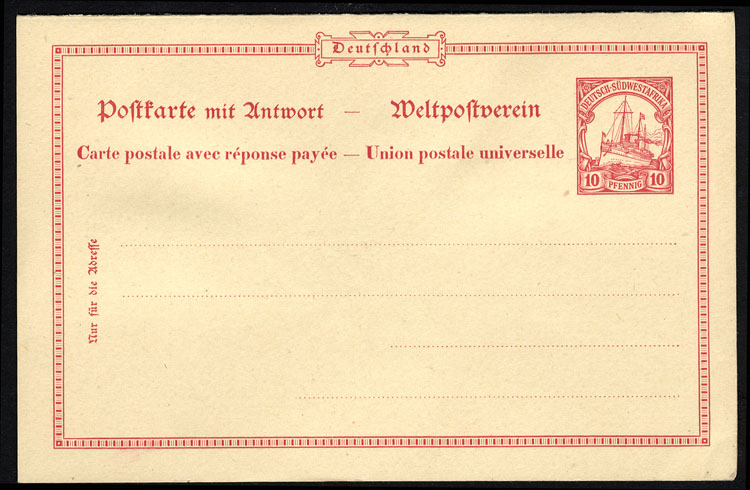 Deutschland
Postkarte mit Antwort — Weltpostverein
Carte postale avec réponse payée — Union postale universelle
DEUTSCH-SÜDWESTAFRIKA
10 PFENNIG 10
Nur für die Adresse